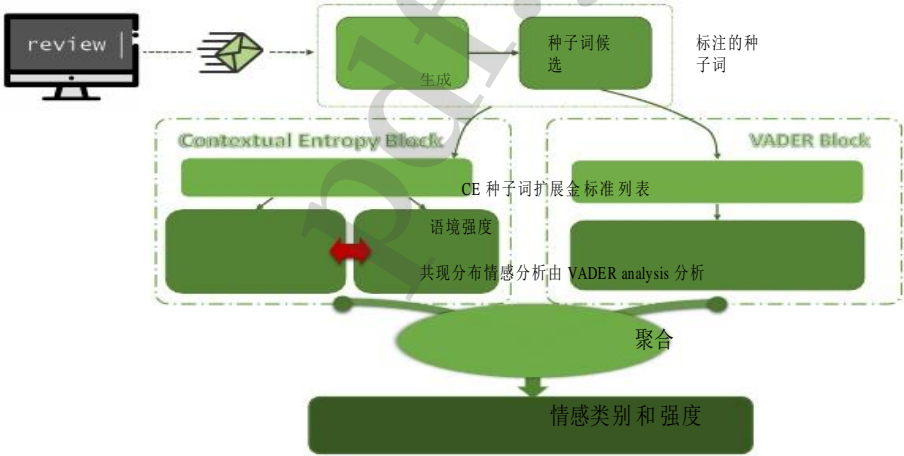 review
生成
种子词候
选
标注的种
子词
Contextual Entropy Block
VADER Block
CE 种子词扩展金标准列表
语境强度
共现分布情感分析由 VADER analysis 分析
聚合
情感类别和强度